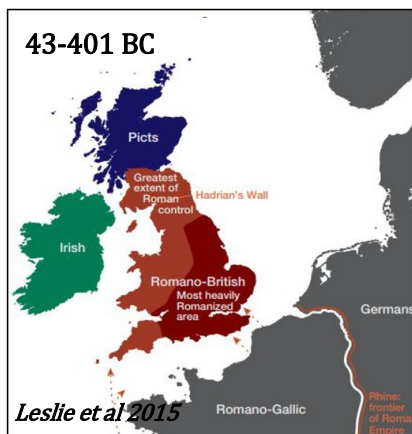 43-401 BC
Picts
Greatest
extent of
Roman
control
Hadrian's Wall
Irish
Romano-British
Most heavily
Romanized
area
Germans
Romano-Gallic
Rhine:
frontier
of Roma
Empire
Leslie et al 2015